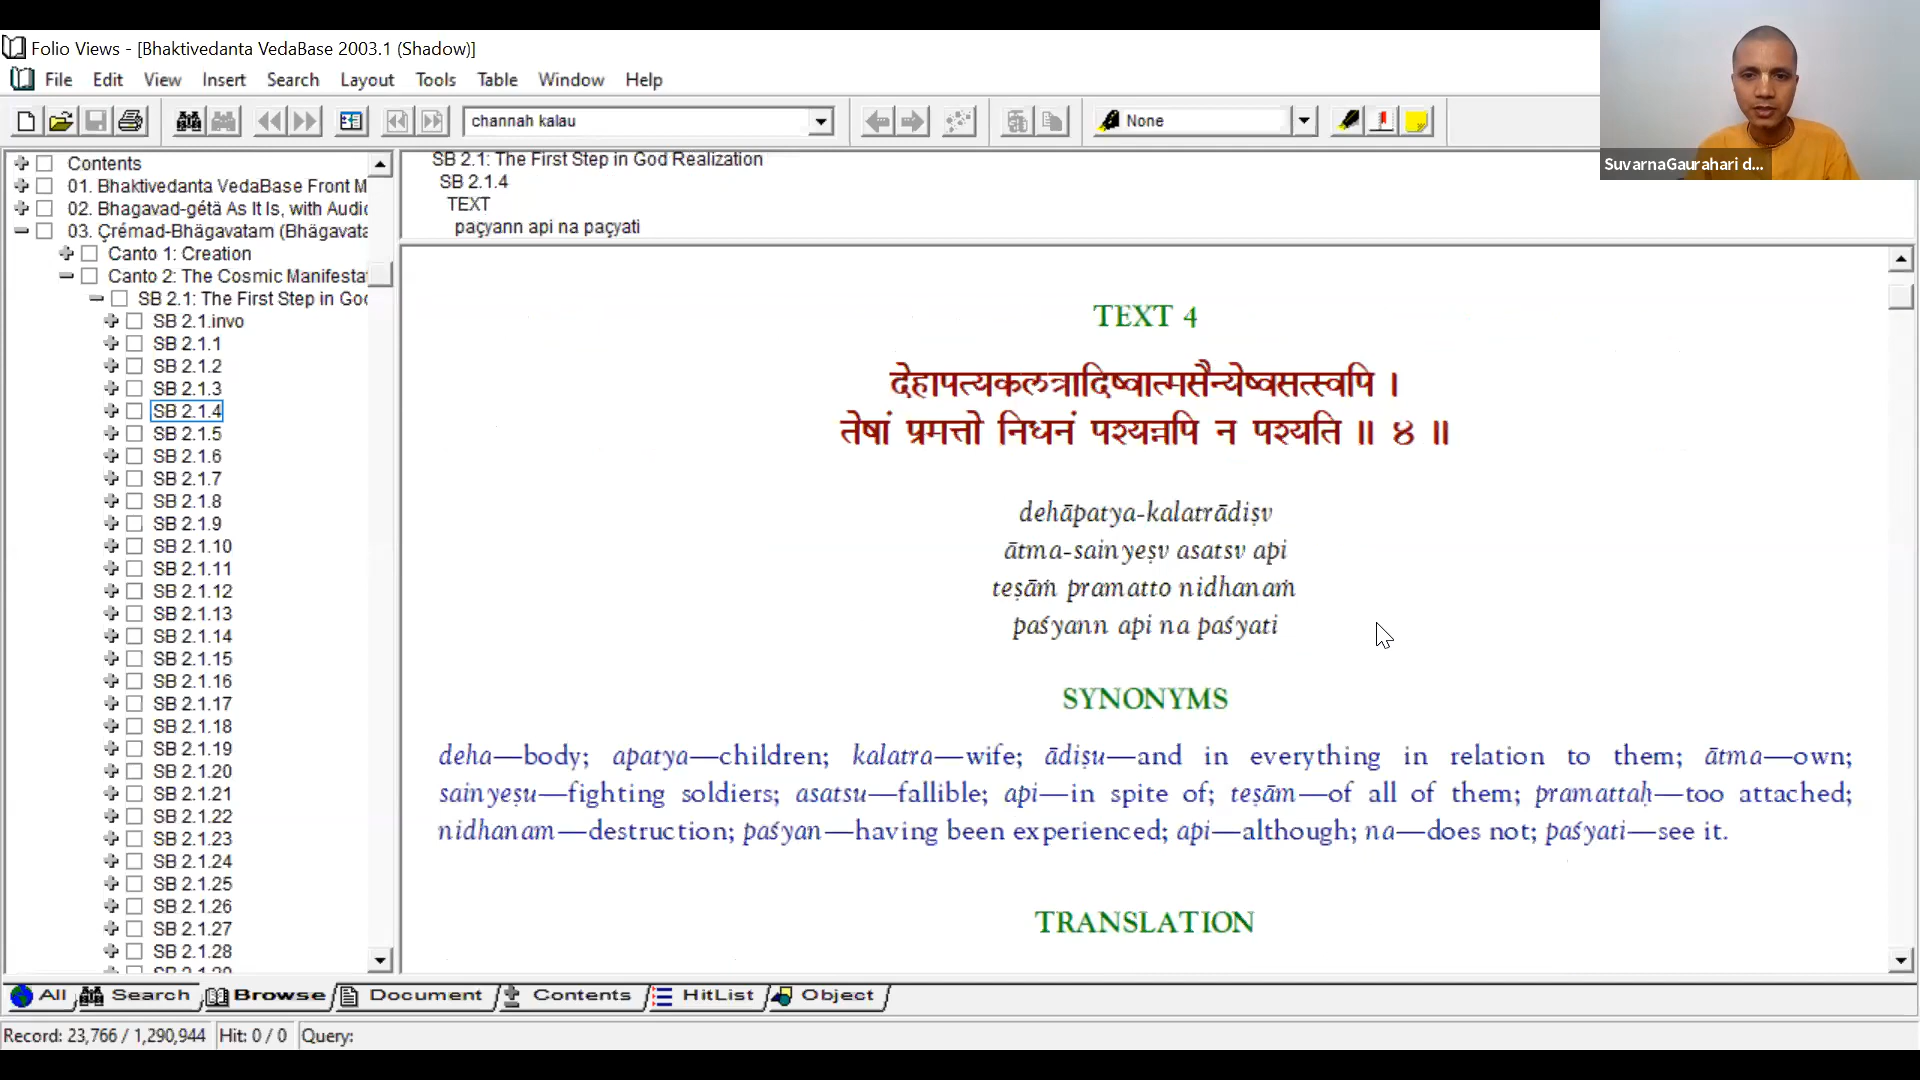 Folio Views - [Bhaktivedanta VedaBase 2003.1 (Shadow)]
File Edit View Insert Search Layout Tools Table Window Help
channah kalau
None
SuvarnaGaurahari d...
Contents
01. Bhaktivedanta VedaBase Front M
02. Bhagavad-gétä As It Is, with Audic
03. Çrémad-Bhägavatam (Bhägavata
Canto 1: Creation
Canto 2: The Cosmic Manifesta
SB 2.1: The First Step in God
SB 2.1.invo
SB 2.1.1
SB 2.1.2
SB 2.1.3
SB 2.1.4
SB 2.1.5
SB 2.1.6
SB 2.1.7
SB 2.1.8
SB 2.1.9
SB 2.1.10
SB 2.1.11
SB 2.1.12
SB 2.1.13
SB 2.1.14
SB 2.1.15
SB 2.1.16
SB 2.1.17
SB 2.1.18
SB 2.1.19
SB 2.1.20
SB 2.1.21
SB 2.1.22
SB 2.1.23
SB 2.1.24
SB 2.1.25
SB 2.1.26
SB 2.1.27
SB 2.1.28
SB 2.1: The First Step in God Realization
SB 2.1.4
TEXT
paçyann api na paçyati
TEXT 4
देहापत्यकलत्रादिष्वात्मसैन्येष्वसत्स्वपि ।
तेषां प्रमत्तो निधनं पश्यन्नपि न पश्यति ॥ ४ ॥
dehāpatya-kalatrādiṣv
ātma-sainyeṣv asatsv api
teṣāṁ pramatto nidhanaṁ
paśyann api na paśyati
SYNONYMS
deha—body; apatya—children; kalatra—wife; ādiṣu—and in everything in relation to them; ātma—own;
sainyeṣu—fighting soldiers; asatsu—fallible; api—in spite of; teṣām—of all of them; pramattaḥ—too attached;
nidhanam—destruction; paśyan—having been experienced; api—although; na—does not; paśyati—see it.
TRANSLATION
All Search Browse Document Contents HitList Object
Record: 23,766 / 1,290,944 Hit: 0 / 0 Query: